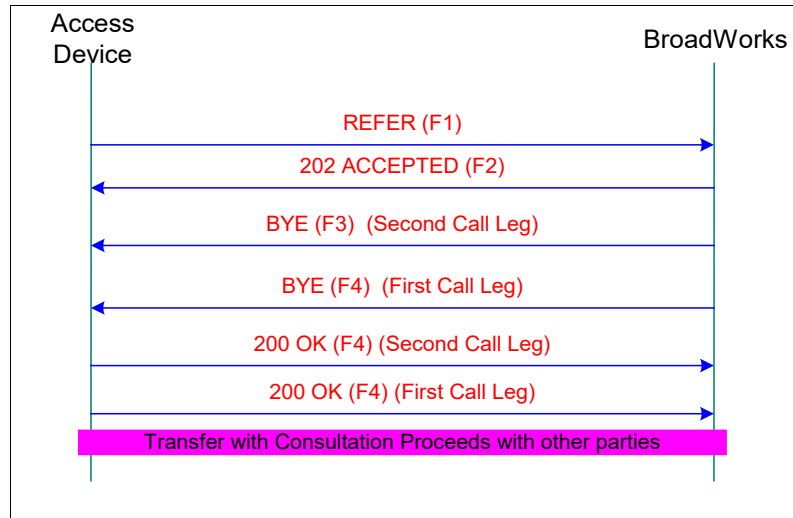 Access
Device
BroadWorks
REFER (F1)
202 ACCEPTED (F2)
BYE (F3)  (Second Call Leg)
BYE (F4)  (First Call Leg)
200 OK (F4) (Second Call Leg)
200 OK (F4) (First Call Leg)
Transfer with Consultation Proceeds with other parties